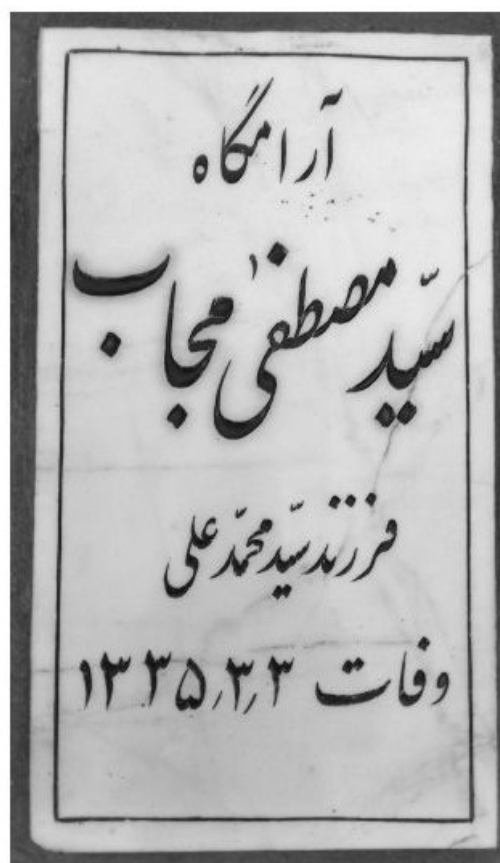 آرامگاه
سیّد مصطفیٰ مجاب
فرزند سیّد محمّد علی
وفات ۱۳۳۵٫۳٫۳